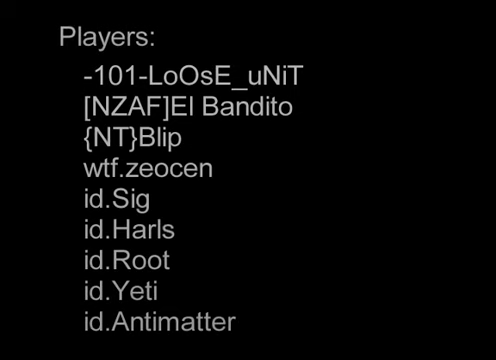 Players:
-101-LoOsE_uNiT
[NZAF]El Bandito
{NT}Blip
wtf.zeocen
id.Sig
id.Harls
id.Root
id.Yeti
id.Antimatter